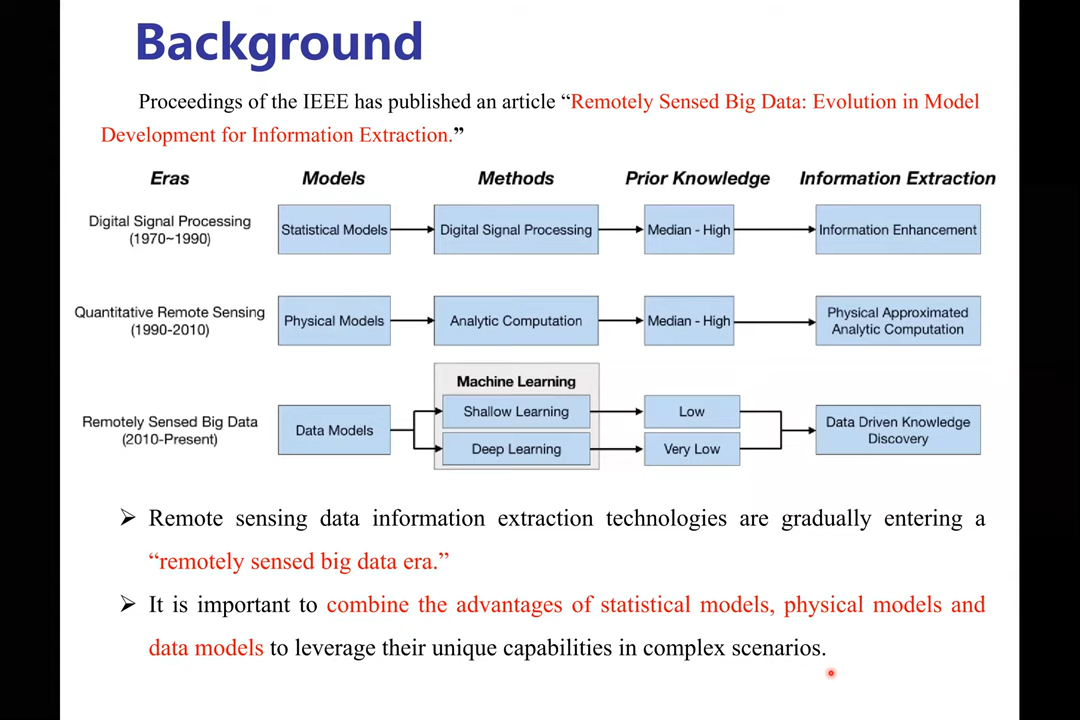 Background
Proceedings of the IEEE has published an article “Remotely Sensed Big Data: Evolution in Model
Development for Information Extraction.”
Eras Models Methods Prior Knowledge Information Extraction
Digital Signal Processing
(1970~1990)
Statistical Models
Digital Signal Processing
Median - High
Information Enhancement
Quantitative Remote Sensing
(1990-2010)
Physical Models
Analytic Computation
Median - High
Physical Approximated
Analytic Computation
Remotely Sensed Big Data
(2010-Present)
Data Models
Machine Learning
Shallow Learning
Deep Learning
Low
Very Low
Data Driven Knowledge
Discovery
➢ Remote sensing data information extraction technologies are gradually entering a
“remotely sensed big data era.”
➢ It is important to combine the advantages of statistical models, physical models and
data models to leverage their unique capabilities in complex scenarios.